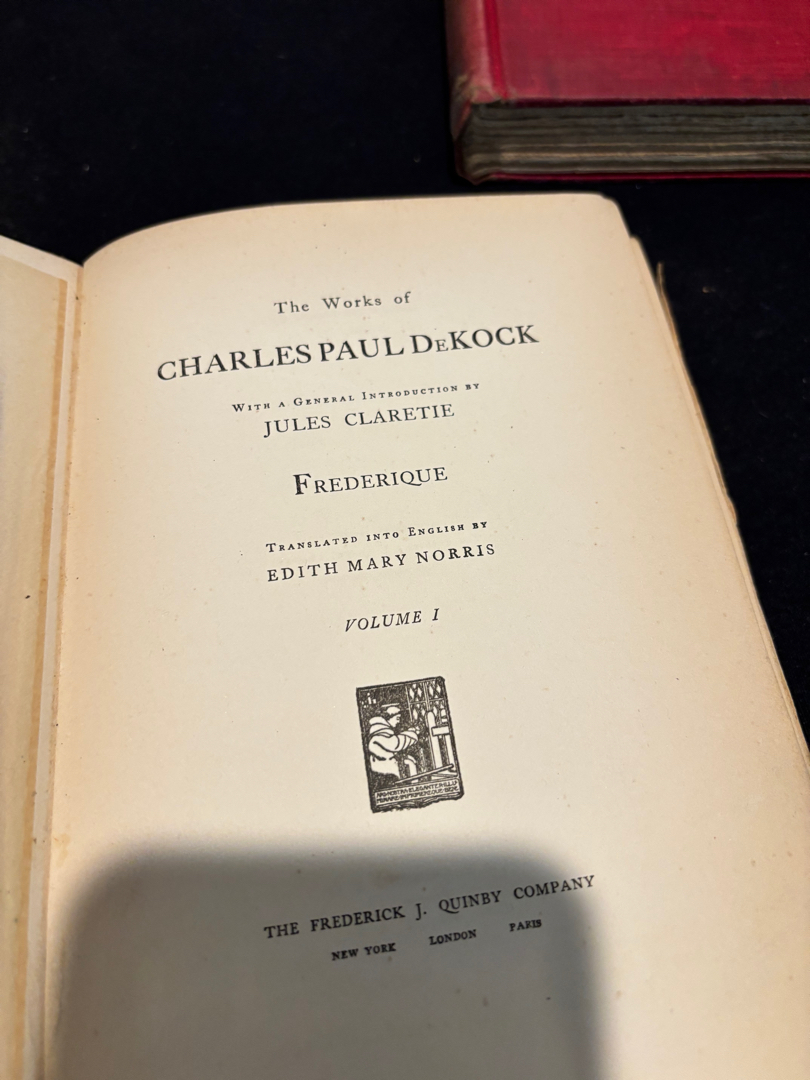 The Works of
CHARLES PAUL DeKOCK
With a General Introduction by
JULES CLARETIE
Frederique
Translated into English by
EDITH MARY NORRIS
VOLUME I
THE FREDERICK J. QUINBY COMPANY
NEW YORK LONDON PARIS